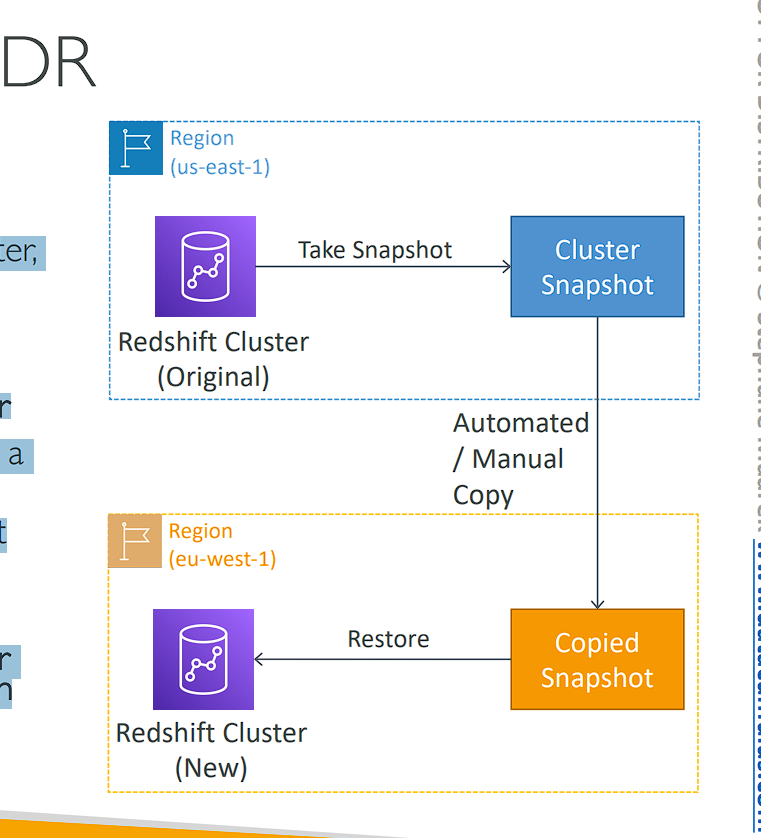 DR
Region
(us-east-1)
Take Snapshot
Cluster
Snapshot
Redshift Cluster
(Original)
Automated
/ Manual
Copy
Region
(eu-west-1)
Restore
Copied
Snapshot
Redshift Cluster
(New)
ter,
r
a
t
r
n